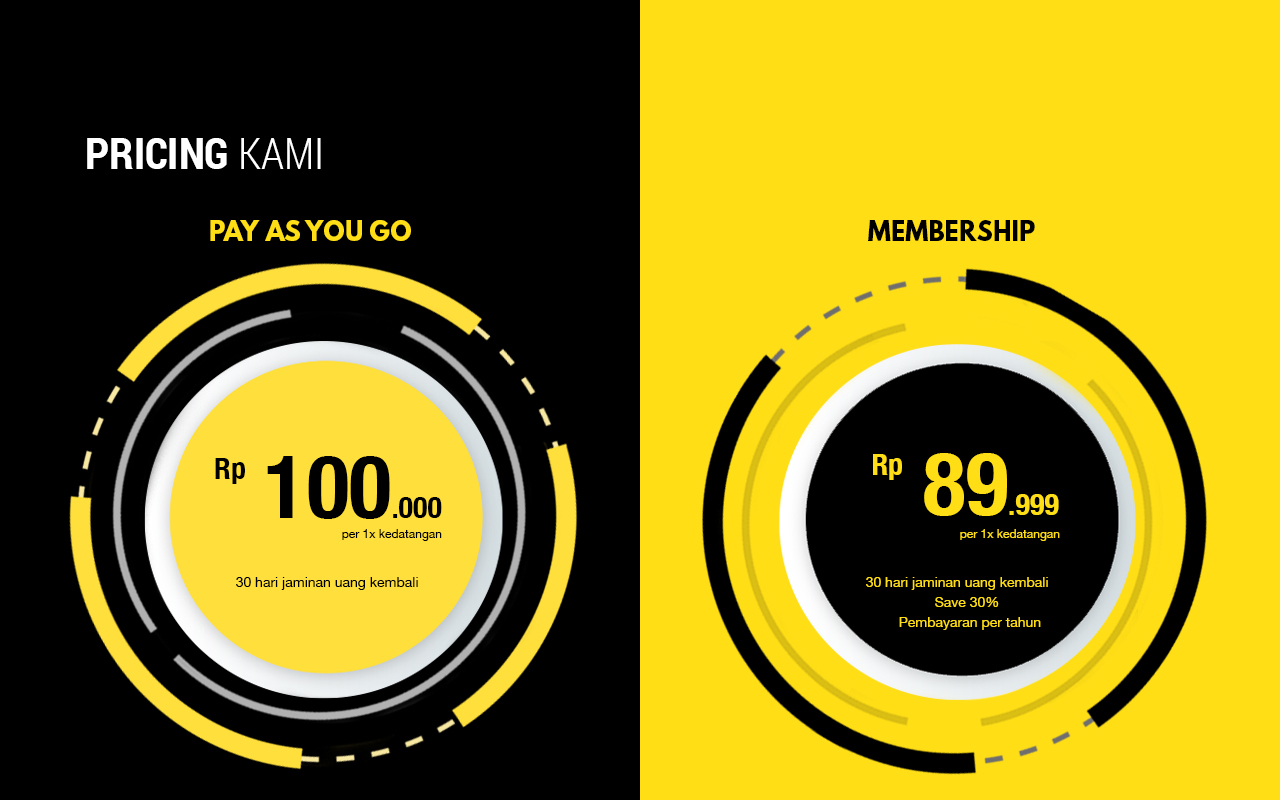 PRICING KAMI
PAY AS YOU GO
Rp 100.000
per 1x kedatangan
30 hari jaminan uang kembali
MEMBERSHIP
Rp 89.999
per 1x kedatangan
30 hari jaminan uang kembali
Save 30%
Pembayaran per tahun